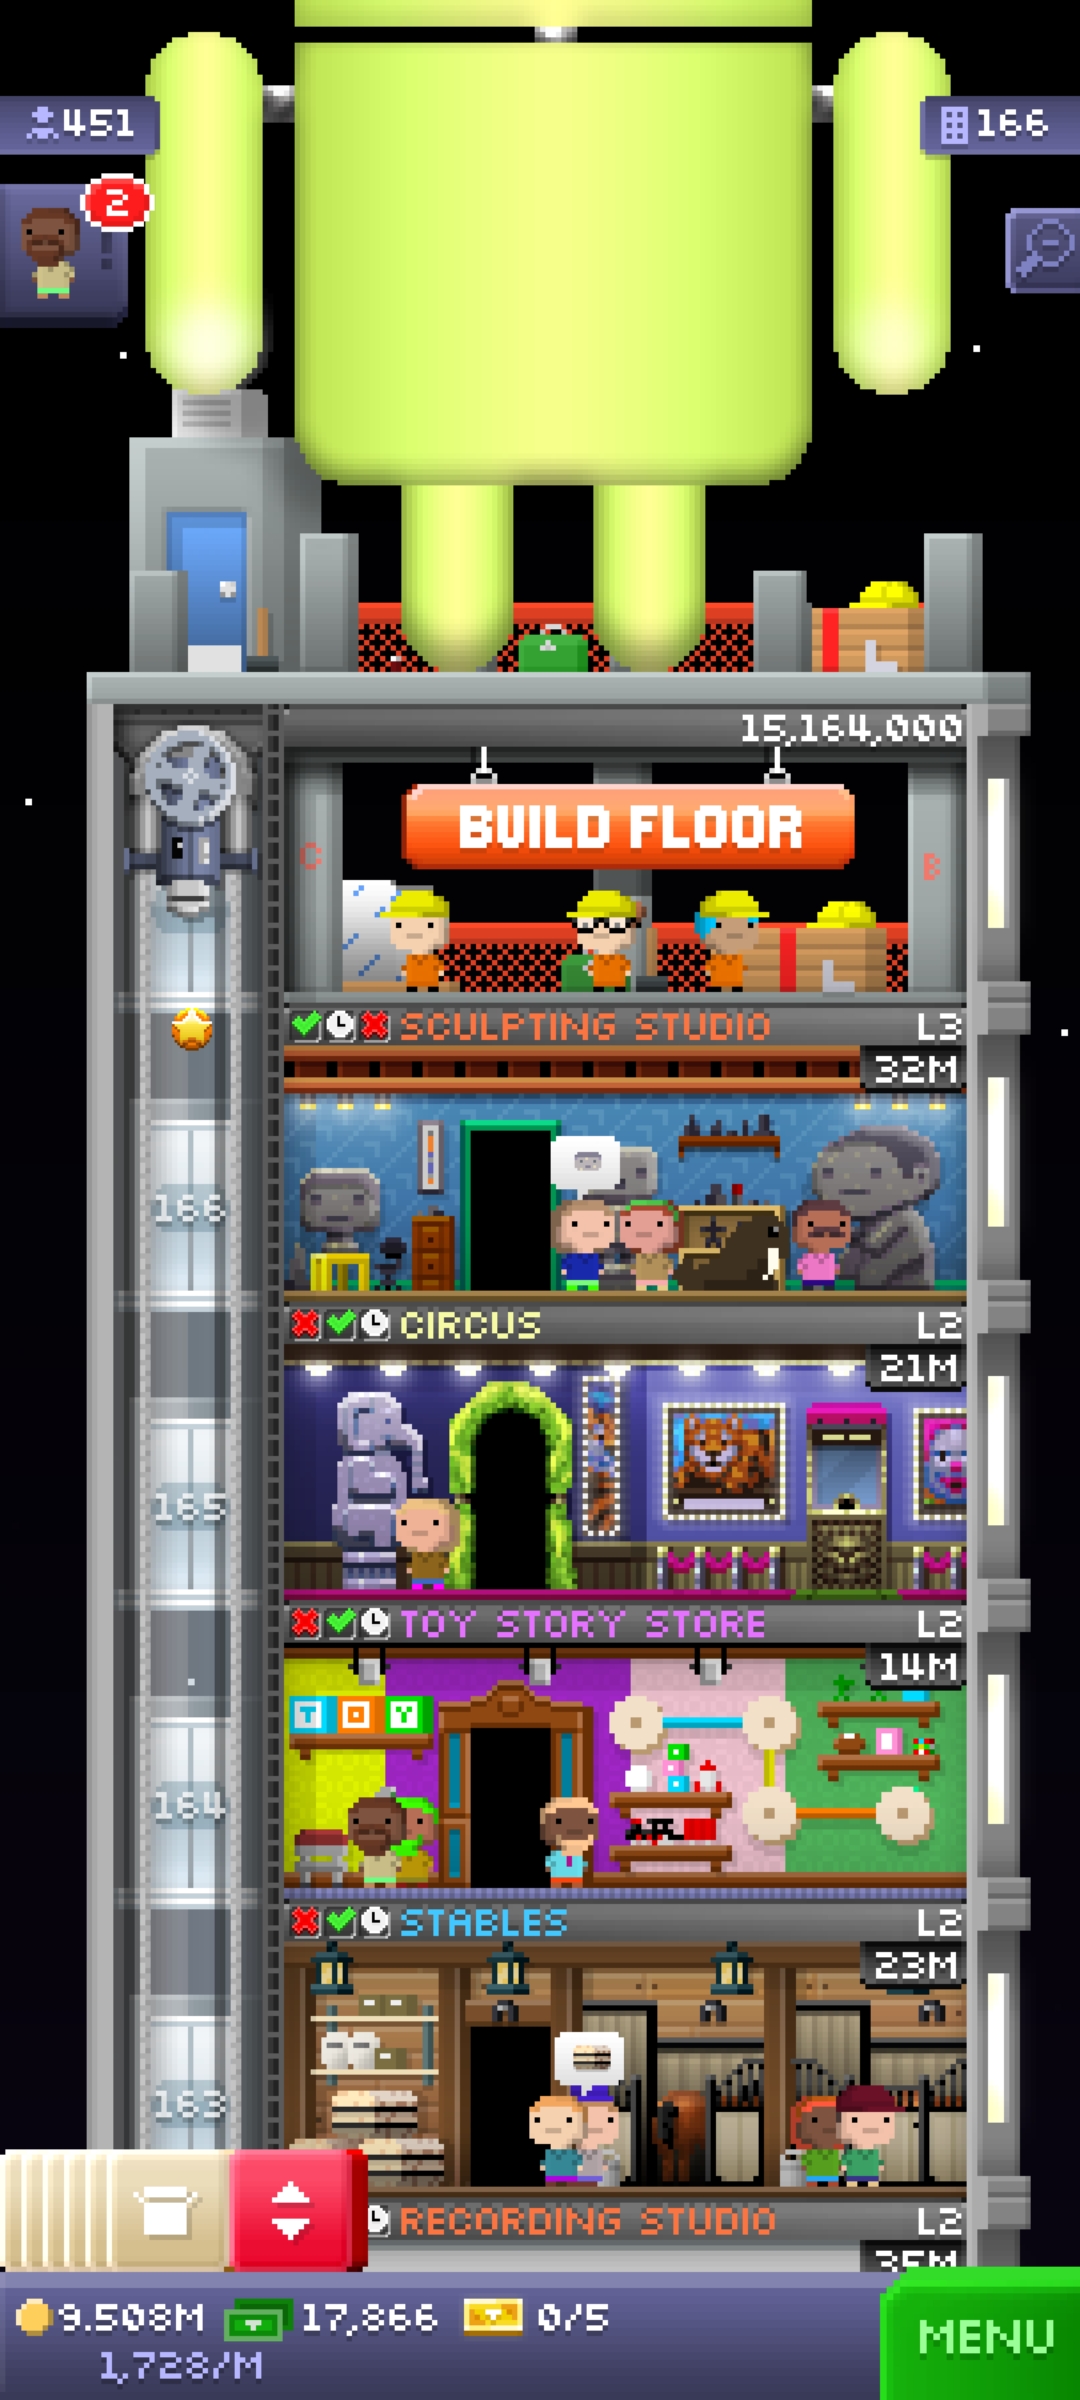 451
166
2
15,164,000
BUILD FLOOR
C
B
SCULPTING STUDIO L3
32M
166
CIRCUS L2
21M
165
TOY STORY STORE L2
14M
T O Y
164
STABLES L2
23M
163
RECORDING STUDIO L2
35M
9.508M 17,866 0/5
1,728/M
MENU